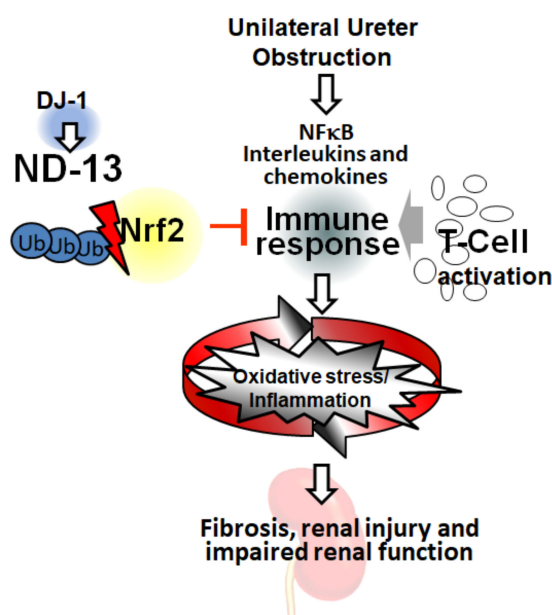 Unilateral Ureter
Obstruction
DJ-1
ND-13
NFκB
Interleukins and
chemokines
Ub Ub Ub
Nrf2
Immune
response
T-Cell
activation
Oxidative stress/
Inflammation
Fibrosis, renal injury and
impaired renal function